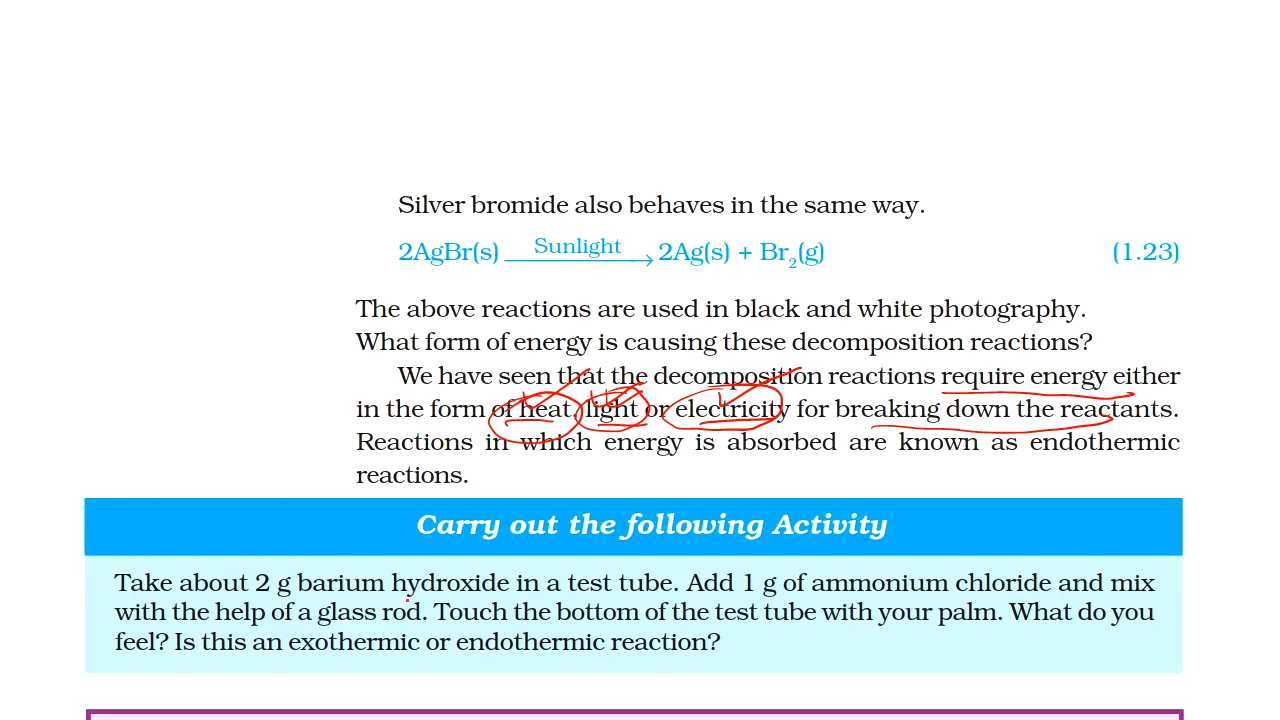 Silver bromide also behaves in the same way.
2AgBr(s) Sunlight → 2Ag(s) + Br₂(g) (1.23)
The above reactions are used in black and white photography.
What form of energy is causing these decomposition reactions?
We have seen that the decomposition reactions require energy either
in the form of heat, light or electricity for breaking down the reactants.
Reactions in which energy is absorbed are known as endothermic
reactions.
Carry out the following Activity
Take about 2 g barium hydroxide in a test tube. Add 1 g of ammonium chloride and mix
with the help of a glass rod. Touch the bottom of the test tube with your palm. What do you
feel? Is this an exothermic or endothermic reaction?